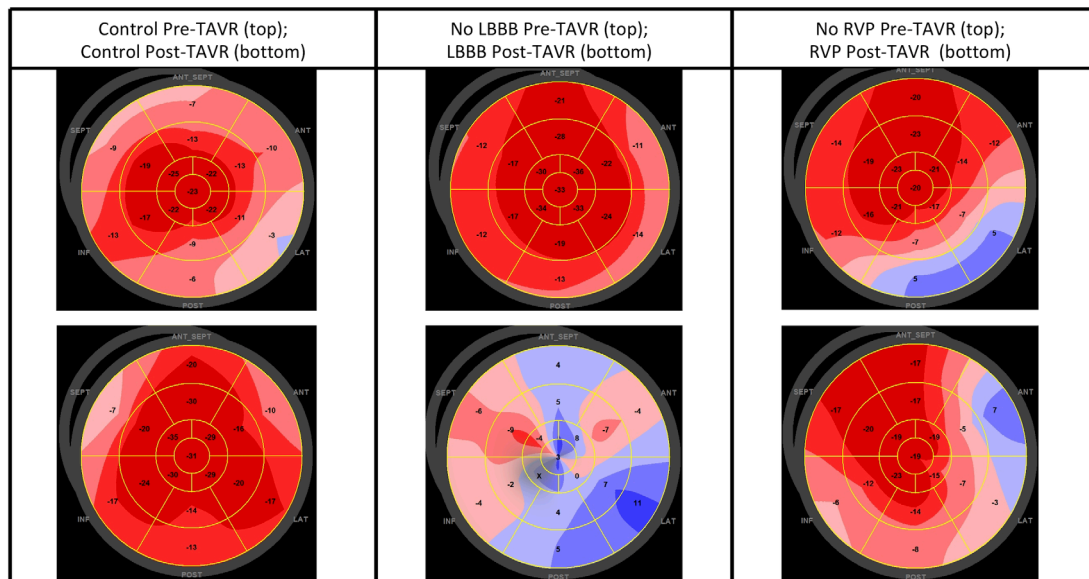 Control Pre-TAVR (top);
Control Post-TAVR (bottom)
No LBBB Pre-TAVR (top);
LBBB Post-TAVR (bottom)
No RVP Pre-TAVR (top);
RVP Post-TAVR (bottom)
ANT_SEPT
-7
SEPT ANT
-13
-9 -10
-19 -13
-25 -22
-23
-22 -22
-17 -11
-13 -3
-9
INF LAT
-6
POST
ANT_SEPT
-21
SEPT ANT
-28
-12 -11
-17 -22
-30 -36
-33
-34 -33
-17 -24
-12 -14
-19
INF LAT
-13
POST
ANT_SEPT
-20
SEPT ANT
-23
-14 -12
-19 -14
-23 -21
-20
-21 -17
-16 -7
-12 5
-7
INF LAT
5
POST
ANT_SEPT
-20
SEPT ANT
-30
-7 -10
-20 -16
-35 -29
-31
-30 -29
-24 -20
-17 -17
-14
INF LAT
-13
POST
ANT_SEPT
4
SEPT ANT
5
-6 -4
-9 -7
-4 8
3
X 0
-2 7
-4 11
4
INF LAT
5
POST
ANT_SEPT
-17
SEPT ANT
-17
-17 7
-20 -5
-19 -19
-19
-23 -15
-12 -7
-6 -3
-14
INF LAT
-8
POST